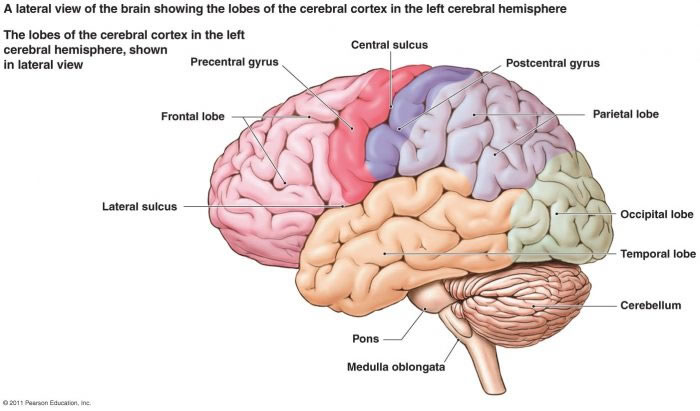 A lateral view of the brain showing the lobes of the cerebral cortex in the left cerebral hemisphere
The lobes of the cerebral cortex in the left
cerebral hemisphere, shown
in lateral view
Central sulcus
Precentral gyrus
Postcentral gyrus
Frontal lobe
Parietal lobe
Lateral sulcus
Occipital lobe
Temporal lobe
Cerebellum
Pons
Medulla oblongata
© 2011 Pearson Education, Inc.